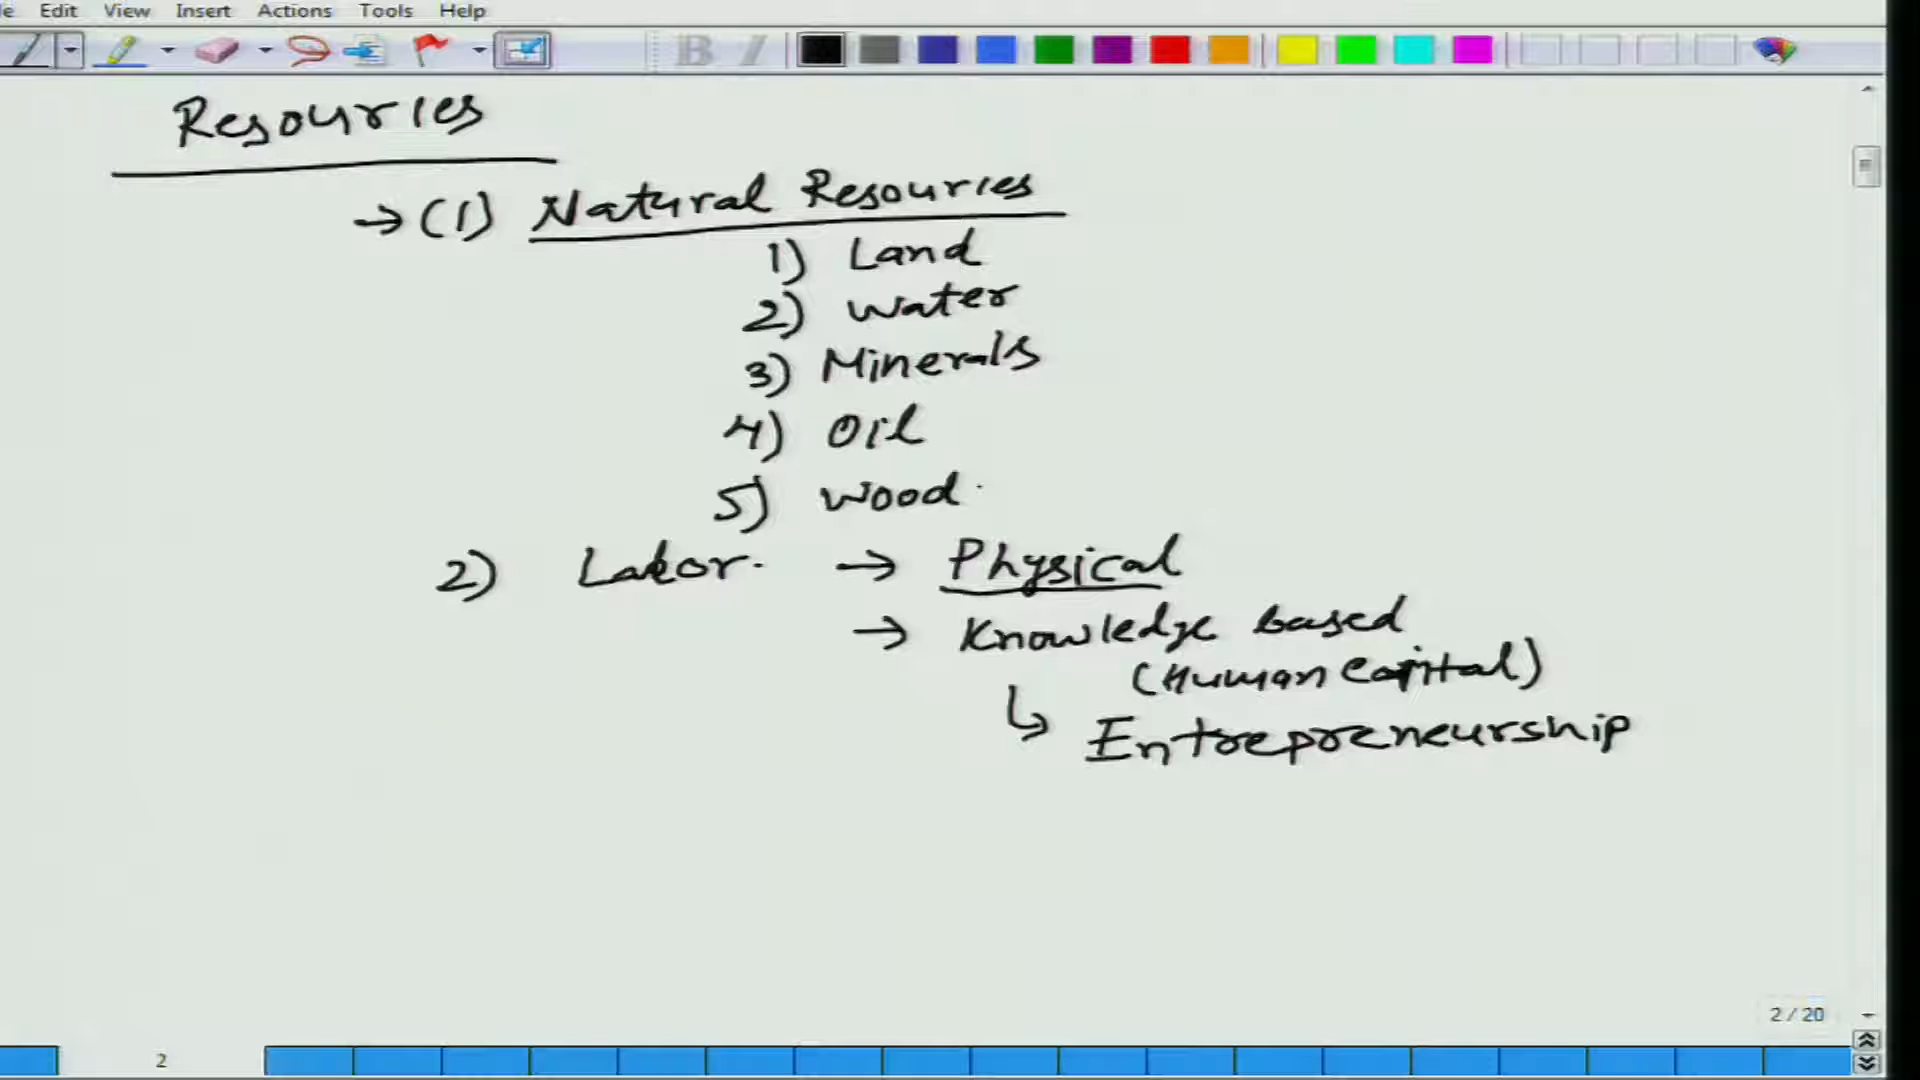 Edit View Insert Actions Tools Help
B I
Resources
→ (1) Natural Resources
1) Land
2) Water
3) Minerals
4) Oil
5) Wood.
2) Labor. → Physical
→ Knowledge based
(Human Capital)
↳ Entrepreneurship
2 / 20
2